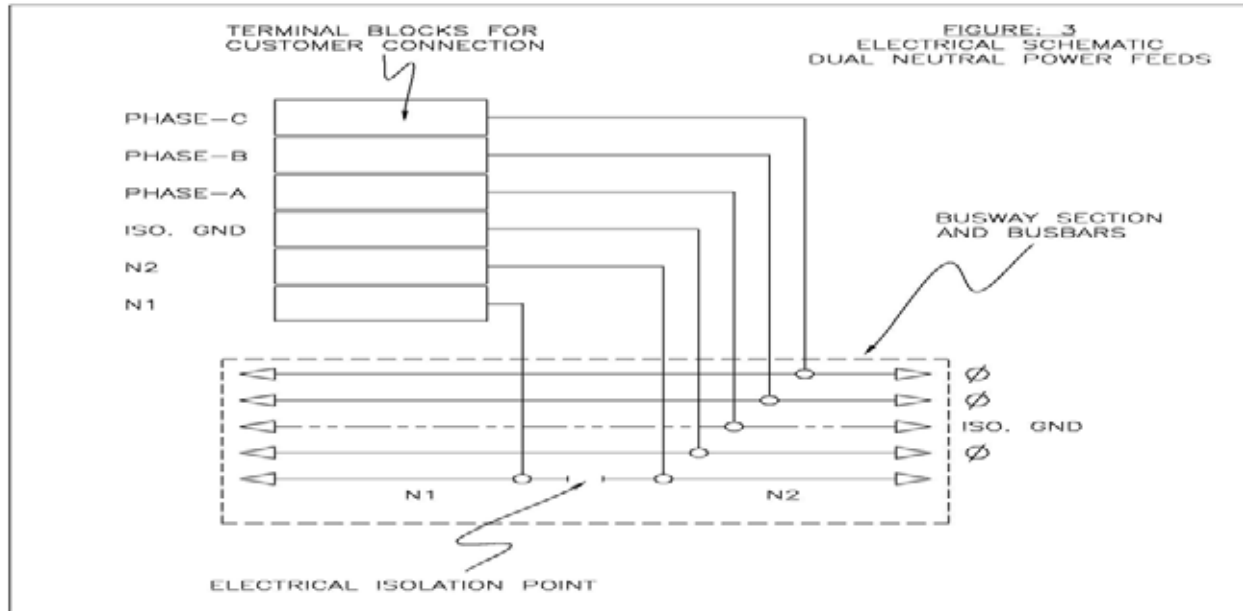 TERMINAL BLOCKS FOR
CUSTOMER CONNECTION
FIGURE: 3
ELECTRICAL SCHEMATIC
DUAL NEUTRAL POWER FEEDS
PHASE-C
PHASE-B
PHASE-A
ISO. GND
N2
N1
BUSWAY SECTION
AND BUSBARS
Ø
Ø
ISO. GND
Ø
N1
N2
ELECTRICAL ISOLATION POINT